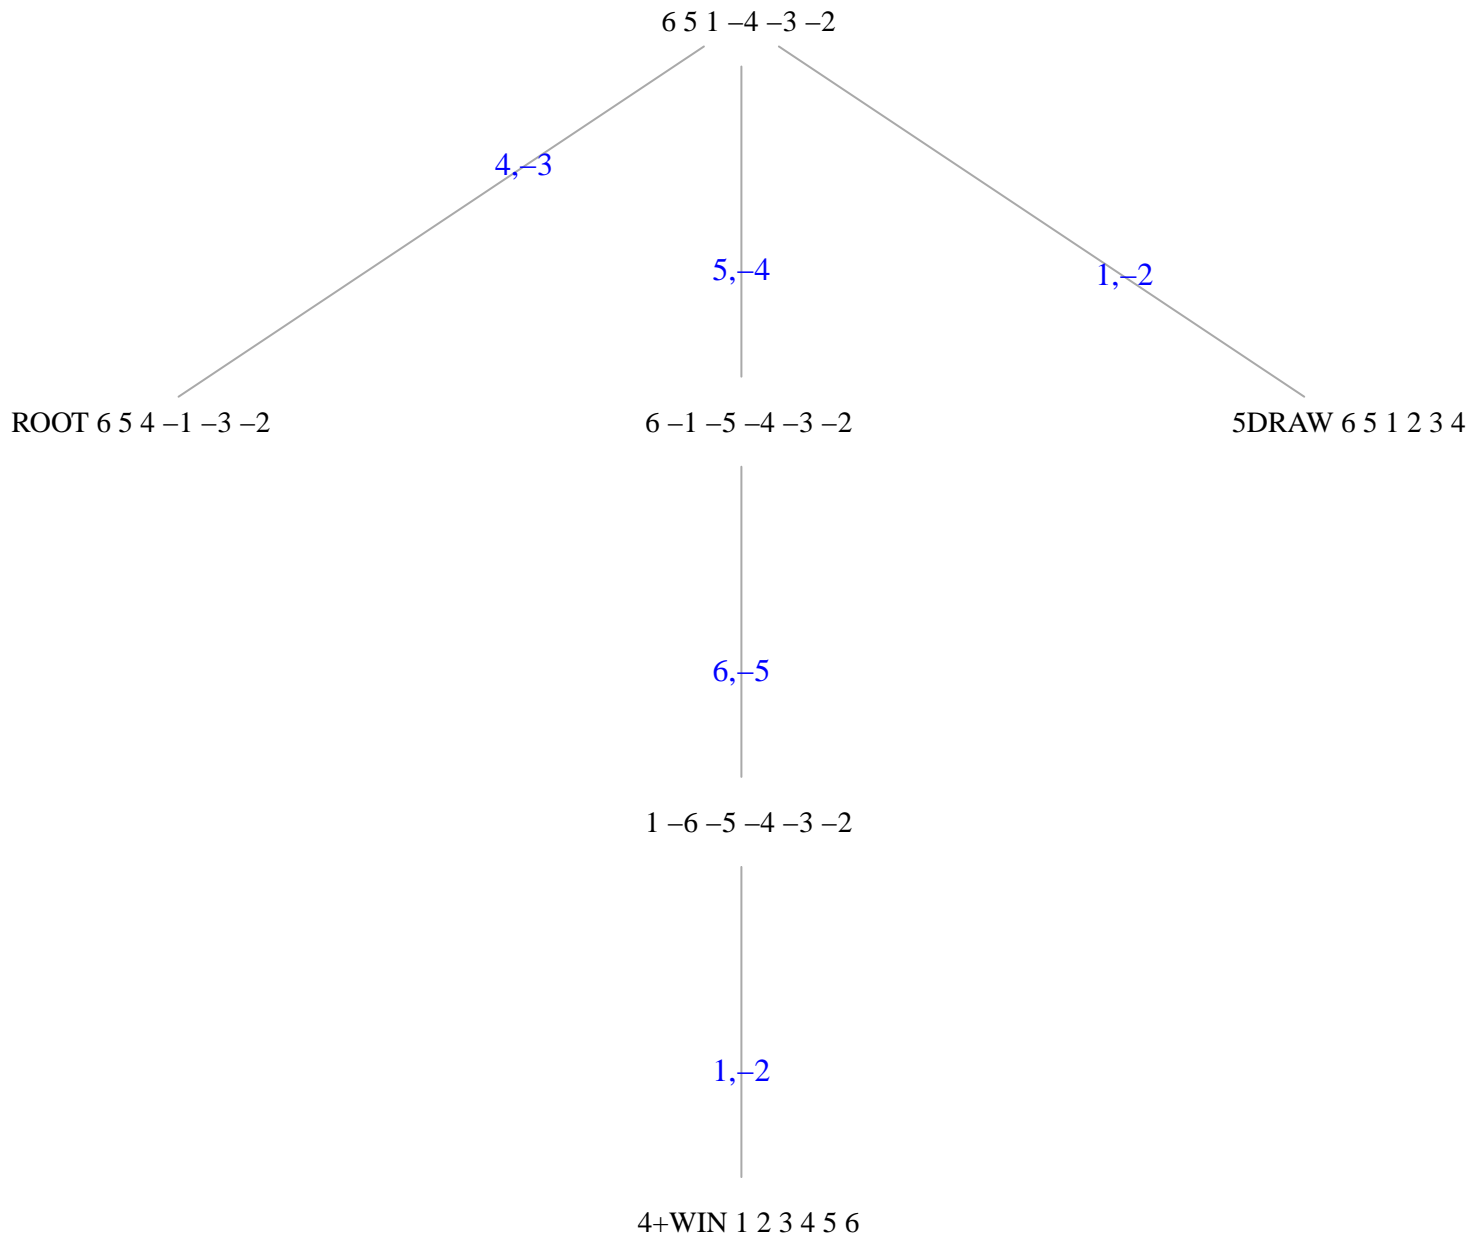 6 5 1 –4 –3 –2
4,–3
5,–4
1,–2
ROOT 6 5 4 –1 –3 –2
6 –1 –5 –4 –3 –2
5DRAW 6 5 1 2 3 4
6,–5
1 –6 –5 –4 –3 –2
1,–2
4+WIN 1 2 3 4 5 6